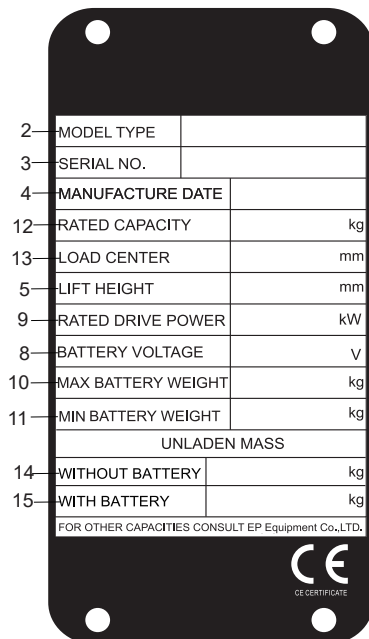 2 MODEL TYPE
3 SERIAL NO.
4 MANUFACTURE DATE
12 RATED CAPACITY kg
13 LOAD CENTER mm
5 LIFT HEIGHT mm
9 RATED DRIVE POWER kW
8 BATTERY VOLTAGE V
10 MAX BATTERY WEIGHT kg
11 MIN BATTERY WEIGHT kg
UNLADEN MASS
14 WITHOUT BATTERY kg
15 WITH BATTERY kg
FOR OTHER CAPACITIES CONSULT EP Equipment Co.,LTD.
CE
CE CERTIFICATE